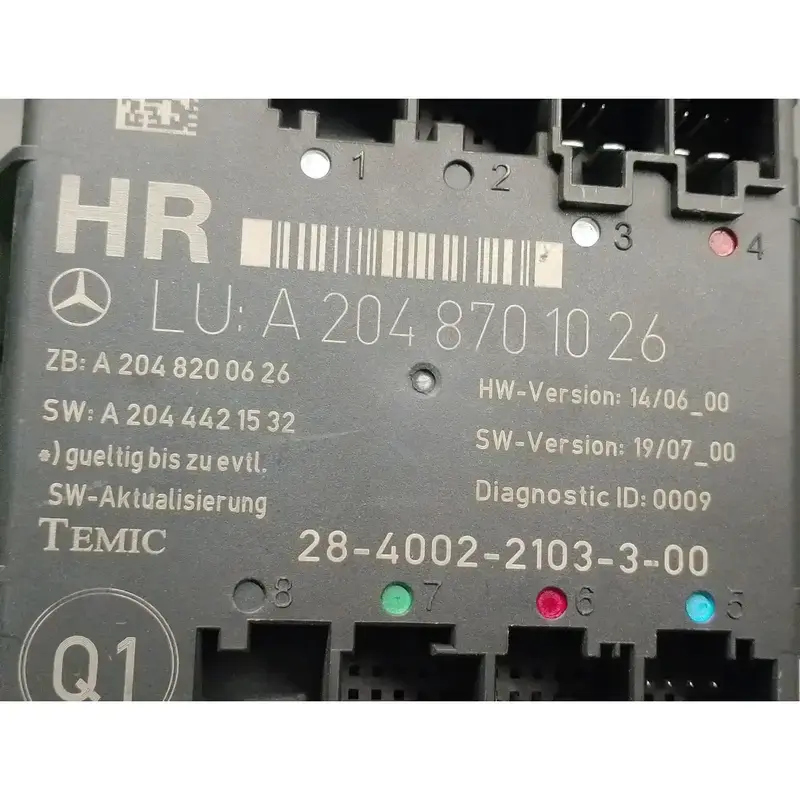 1 2
HR
3 4
LU: A 204 870 10 26
ZB: A 204 820 06 26
HW-Version: 14/06_00
SW: A 204 442 15 32
SW-Version: 19/07_00
*) gueltig bis zu evtl.
SW-Aktualisierung
Diagnostic ID: 0009
TEMIC
28-4002-2103-3-00
8 7 6 5
Q1